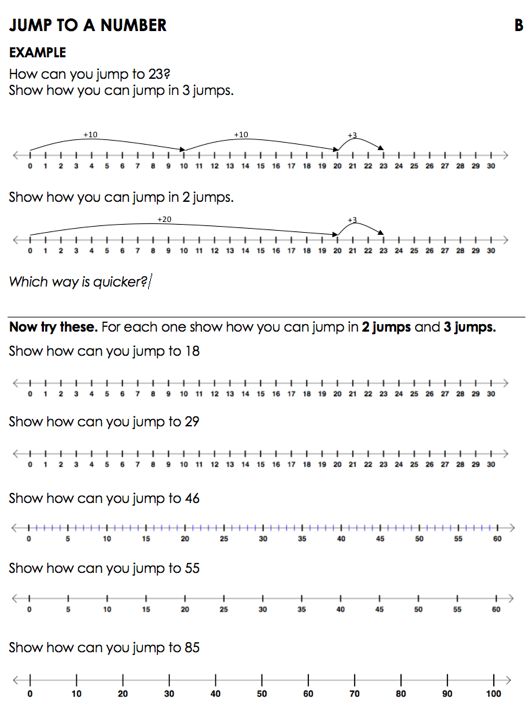 JUMP TO A NUMBER B
EXAMPLE
How can you jump to 23?
Show how you can jump in 3 jumps.
+10 +10 +3
0 1 2 3 4 5 6 7 8 9 10 11 12 13 14 15 16 17 18 19 20 21 22 23 24 25 26 27 28 29 30
Show how you can jump in 2 jumps.
+20 +3
0 1 2 3 4 5 6 7 8 9 10 11 12 13 14 15 16 17 18 19 20 21 22 23 24 25 26 27 28 29 30
Which way is quicker?/
Now try these. For each one show how you can jump in 2 jumps and 3 jumps.
Show how can you jump to 18
0 1 2 3 4 5 6 7 8 9 10 11 12 13 14 15 16 17 18 19 20 21 22 23 24 25 26 27 28 29 30
Show how can you jump to 29
0 1 2 3 4 5 6 7 8 9 10 11 12 13 14 15 16 17 18 19 20 21 22 23 24 25 26 27 28 29 30
Show how can you jump to 46
0 5 10 15 20 25 30 35 40 45 50 55 60
Show how can you jump to 55
0 5 10 15 20 25 30 35 40 45 50 55 60
Show how can you jump to 85
0 10 20 30 40 50 60 70 80 90 100